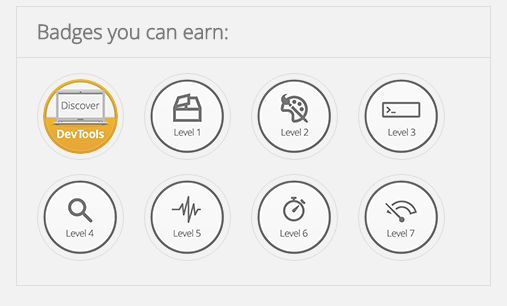 Badges you can earn:
Discover
DevTools
Level 1
Level 2
>_
Level 3
Level 4
Level 5
Level 6
Level 7